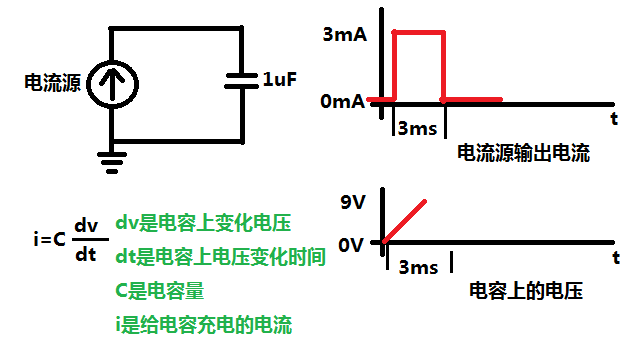 电流源
1uF
3mA
0mA
3ms
t
电流源输出电流
i=C dv/dt
dv是电容上变化电压
dt是电容上电压变化时间
C是电容量
i是给电容充电的电流
9V
0V
3ms
t
电容上的电压